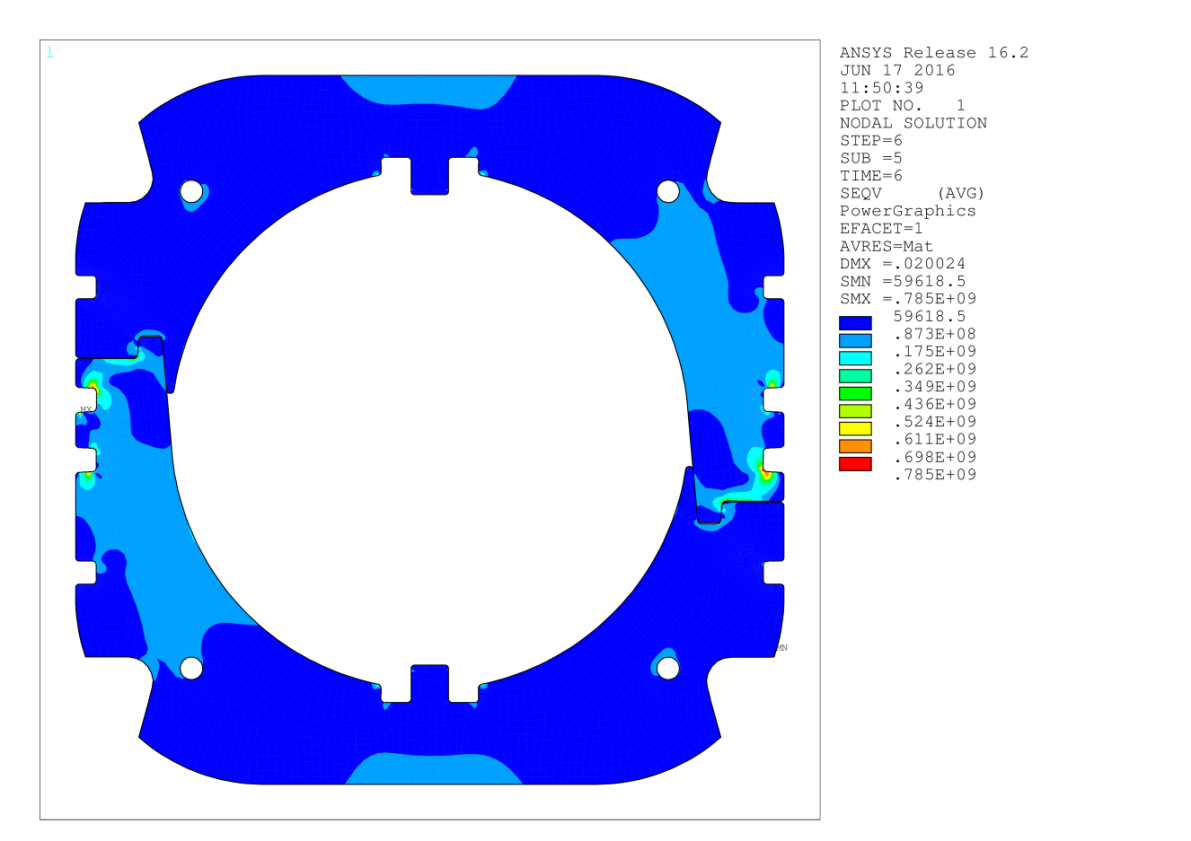 1
ANSYS Release 16.2
JUN 17 2016
11:50:39
PLOT NO.   1
NODAL SOLUTION
STEP=6
SUB =5
TIME=6
SEQV     (AVG)
PowerGraphics
EFACET=1
AVRES=Mat
DMX =.020024
SMN =59618.5
SMX =.785E+09
59618.5
.873E+08
.175E+09
.262E+09
.349E+09
.436E+09
.524E+09
.611E+09
.698E+09
.785E+09
MX
MN